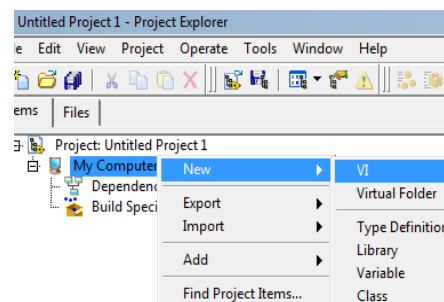 Untitled Project 1 - Project Explorer
Edit View Project Operate Tools Window Help
Files
Project: Untitled Project 1
My Computer
Dependenc
Build Speci
New
Export
Import
Add
Find Project Items...
VI
Virtual Folder
Type Definition
Library
Variable
Class